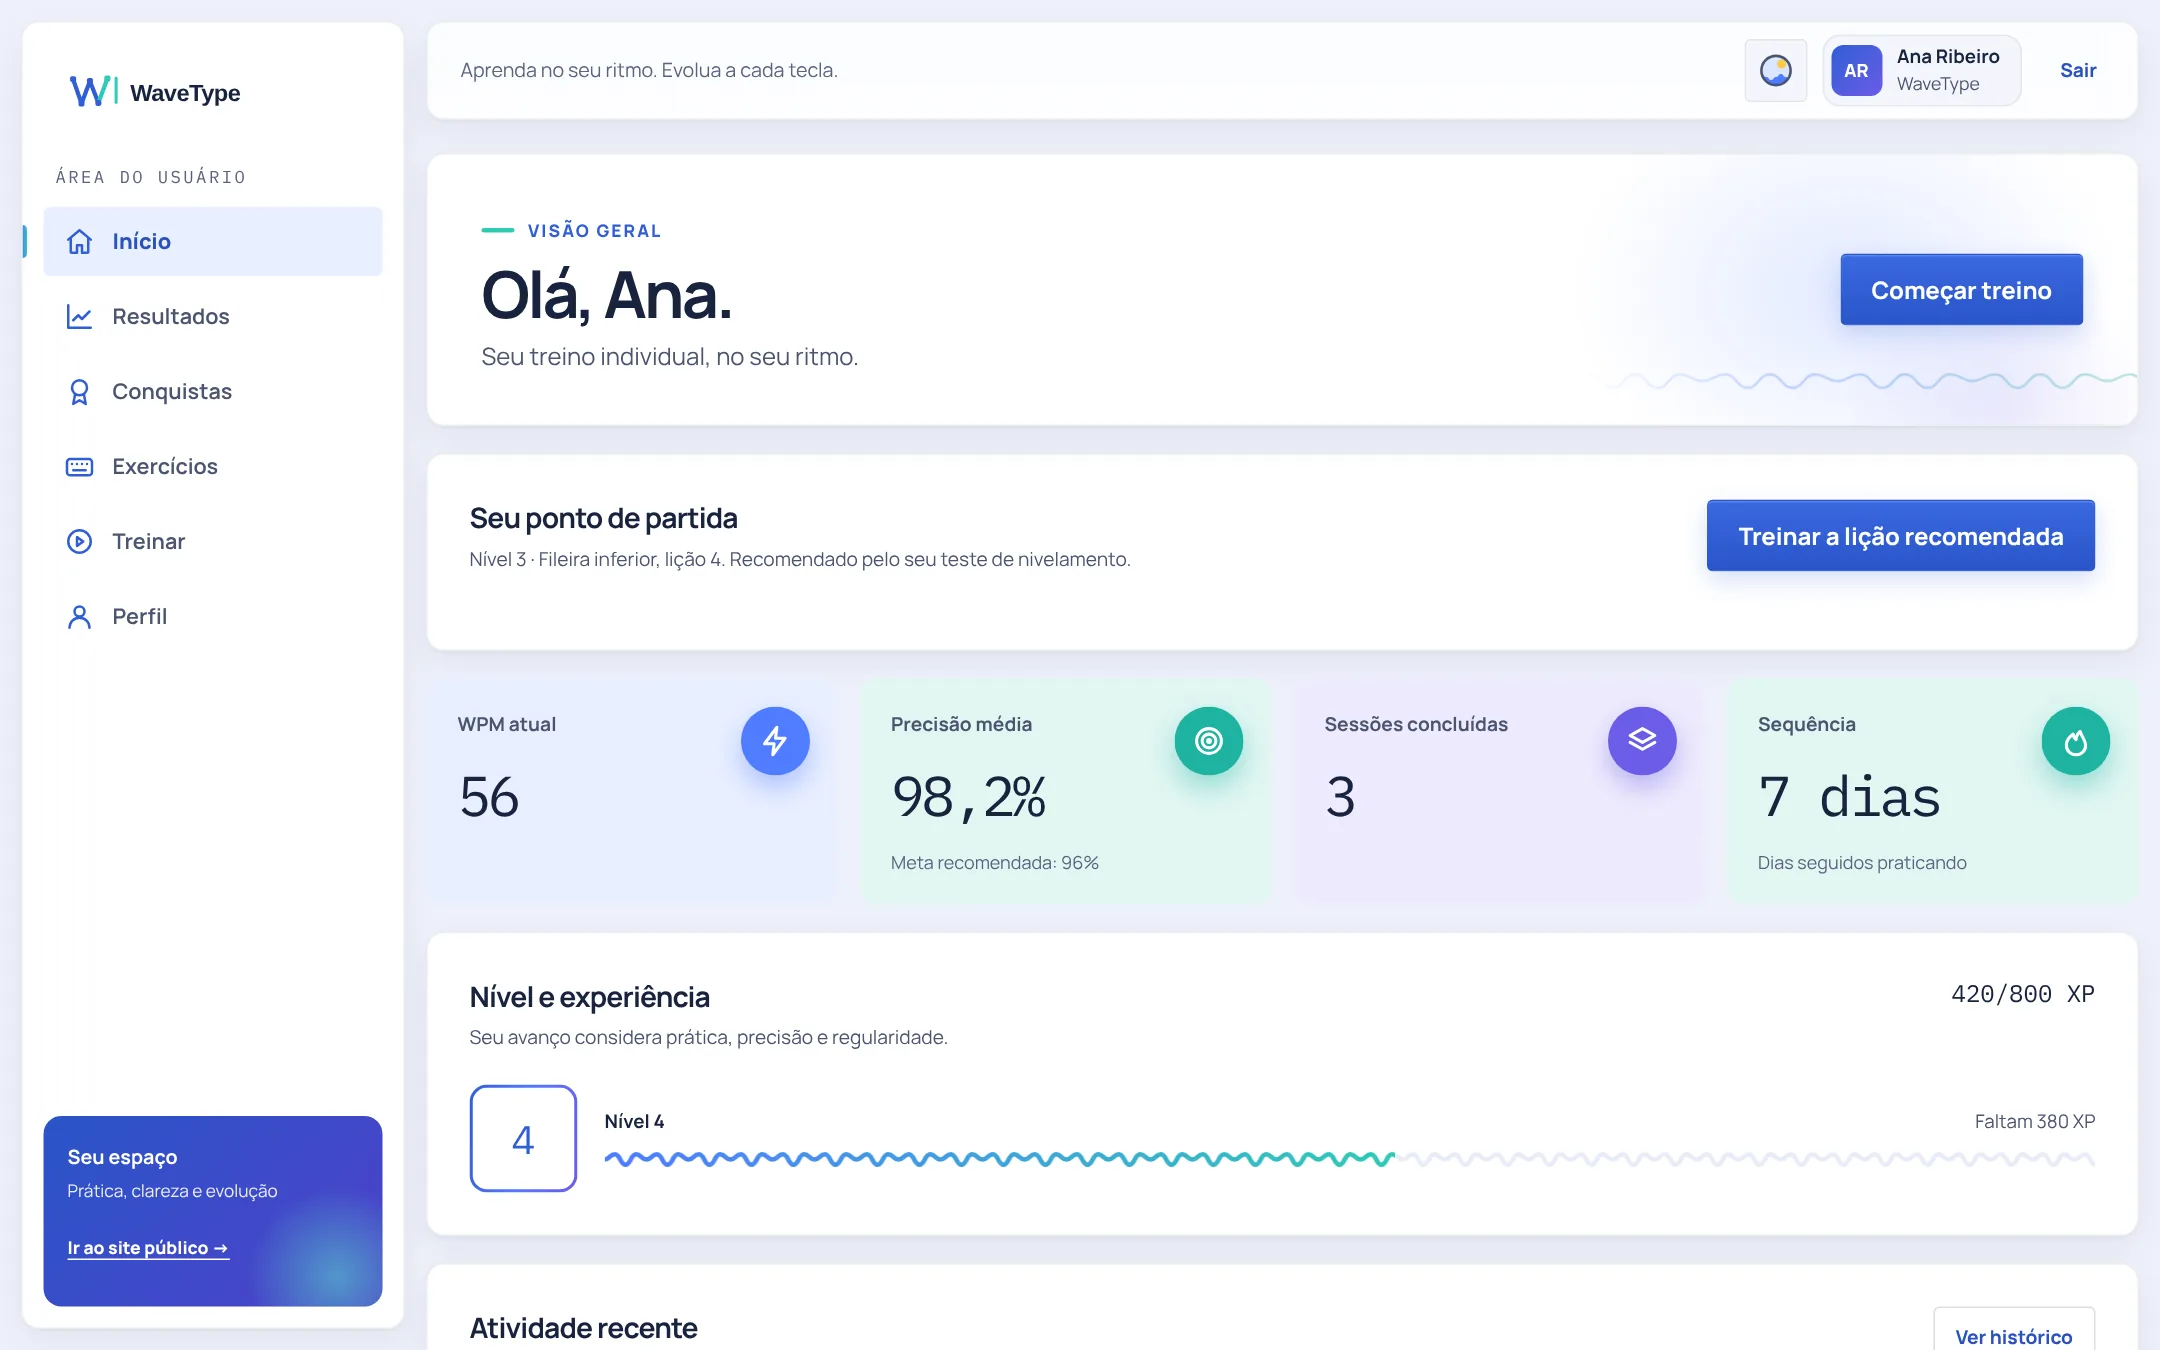 WaveType
ÁREA DO USUÁRIO
Início
Resultados
Conquistas
Exercícios
Treinar
Perfil
Seu espaço
Prática, clareza e evolução
Ir ao site público →
Aprenda no seu ritmo. Evolua a cada tecla.
AR
Ana Ribeiro
WaveType
Sair
VISÃO GERAL
Olá, Ana.
Seu treino individual, no seu ritmo.
Começar treino
Seu ponto de partida
Nível 3 · Fileira inferior, lição 4. Recomendado pelo seu teste de nivelamento.
Treinar a lição recomendada
WPM atual
56
Precisão média
98,2%
Meta recomendada: 96%
Sessões concluídas
3
Sequência
7 dias
Dias seguidos praticando
Nível e experiência
Seu avanço considera prática, precisão e regularidade.
420/800 XP
4
Nível 4
Faltam 380 XP
Atividade recente
Ver histórico